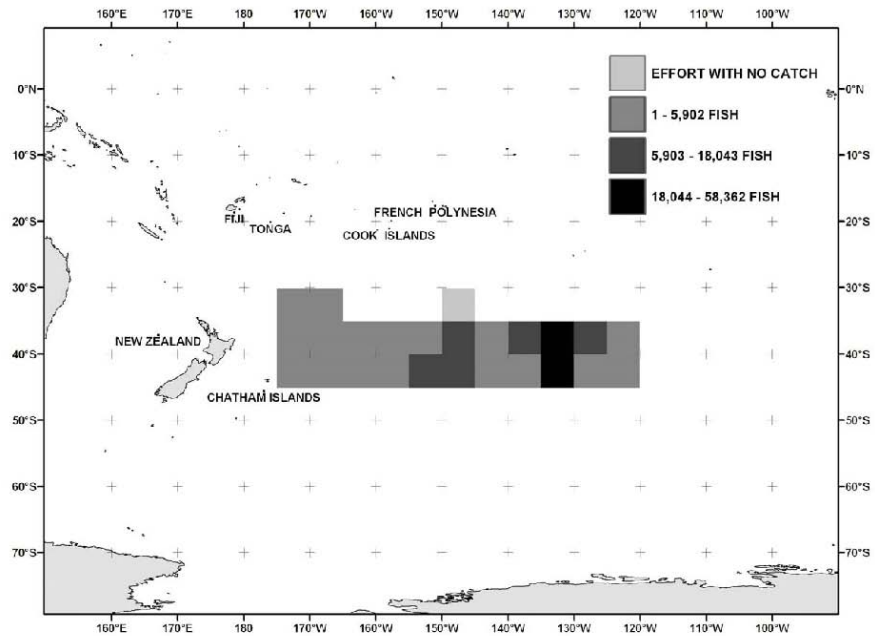 160°E 170°E 180° 170°W 160°W 150°W 140°W 130°W 120°W 110°W 100°W
EFFORT WITH NO CATCH
1 - 5,902 FISH
5,903 - 18,043 FISH
18,044 - 58,362 FISH
0°N 0°N
10°S 10°S
20°S 20°S
30°S 30°S
40°S 40°S
50°S 50°S
60°S 60°S
70°S 70°S
FIJI
TONGA
FRENCH POLYNESIA
COOK ISLANDS
NEW ZEALAND
CHATHAM ISLANDS
160°E 170°E 180° 170°W 160°W 150°W 140°W 130°W 120°W 110°W 100°W